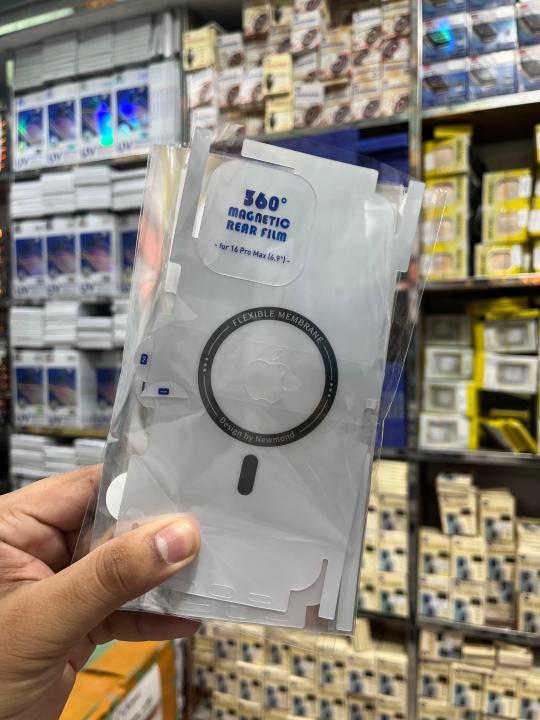 360°
MAGNETIC
REAR FILM
- for 16 Pro Max (6.9") -
FLEXIBLE MEMBRANE
Design by Newmond